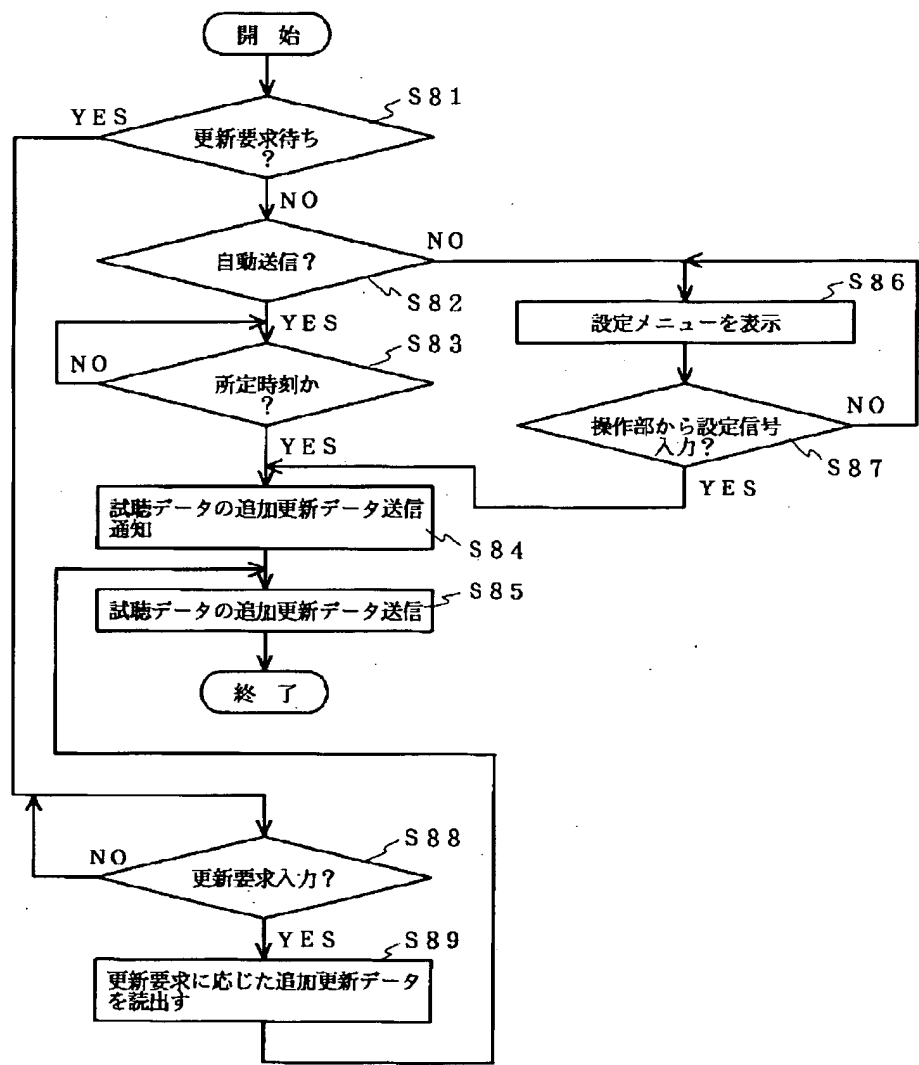 開 始
S81
YES
更新要求待ち
?
NO
自動送信?
NO
S82
YES
S86
設定メニューを表示
S83
NO
所定時刻か
?
YES
操作部から設定信号
入力?
NO
S87
YES
試聴データの追加更新データ送信
通知
S84
S85
試聴データの追加更新データ送信
終 了
S88
NO
更新要求入力?
YES
S89
更新要求に応じた追加更新データ
を読出す